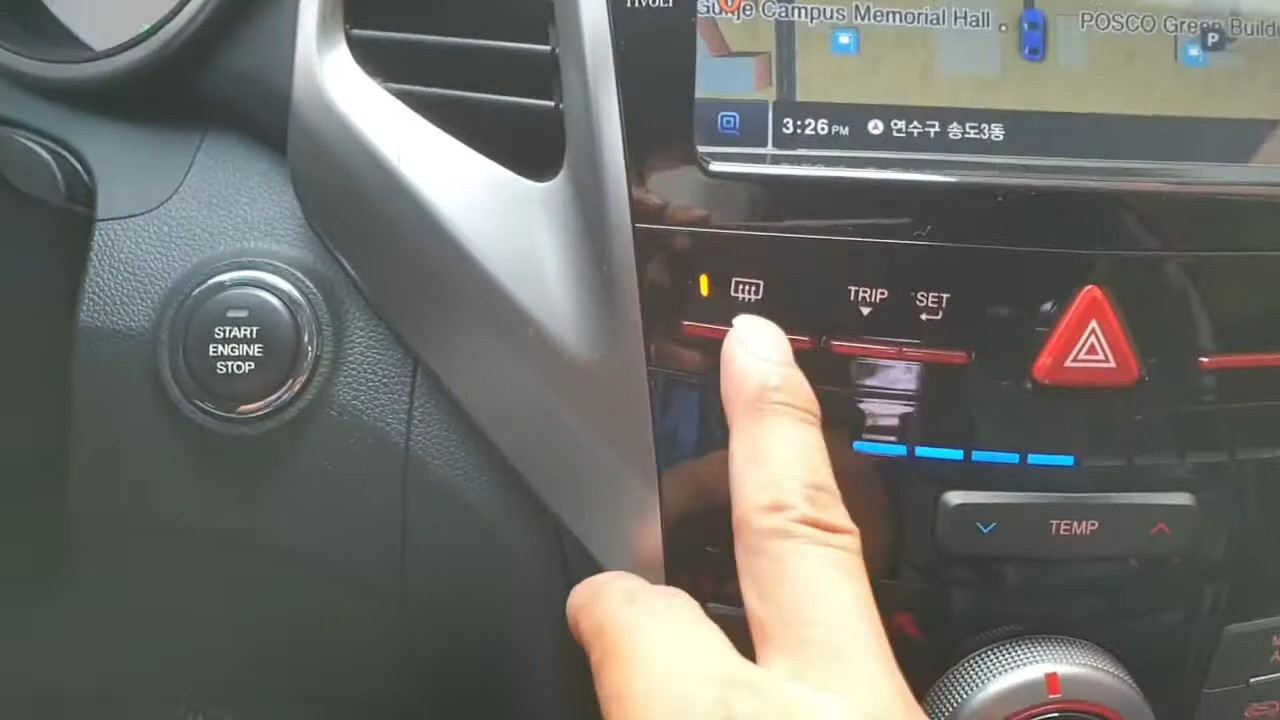 TIVOLI
Campus Memorial Hall
POSCO Green
P
3:26 PM
연수구 송도3동
START
ENGINE
STOP
TRIP
SET
TEMP